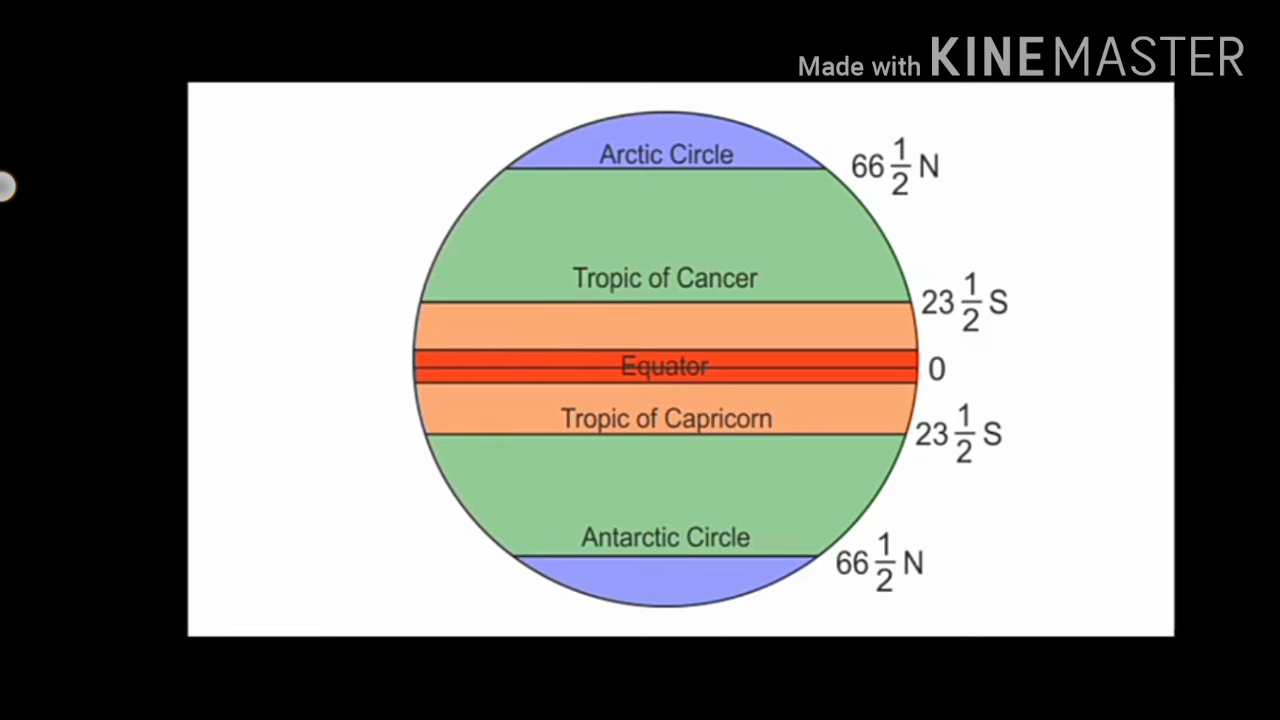 Made with KINEMASTER
Arctic Circle
66 1/2 N
Tropic of Cancer
23 1/2 S
Equator
0
Tropic of Capricorn
23 1/2 S
Antarctic Circle
66 1/2 N